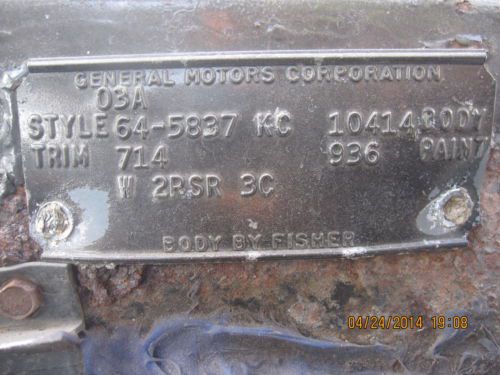 GENERAL MOTORS CORPORATION
03A
STYLE 64-5837 KC 10414 BODY
TRIM 714 936 PAINT
W 2RSR 3C
BODY BY FISHER
04/24/2014 19:08